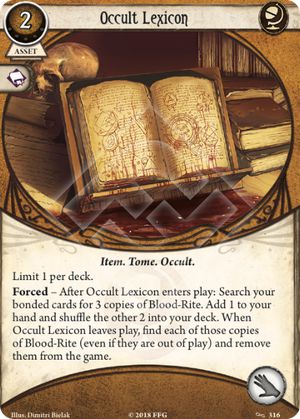 Occult Lexicon
2
ASSET
Item. Tome. Occult.
Limit 1 per deck.
Forced – After Occult Lexicon enters play: Search your
bonded cards for 3 copies of Blood-Rite. Add 1 to your
hand and shuffle the other 2 into your deck. When
Occult Lexicon leaves play, find each of those copies
of Blood-Rite (even if they are out of play) and remove
them from the game.
Illus. Dimitri Bielak
© 2018 FFG
316